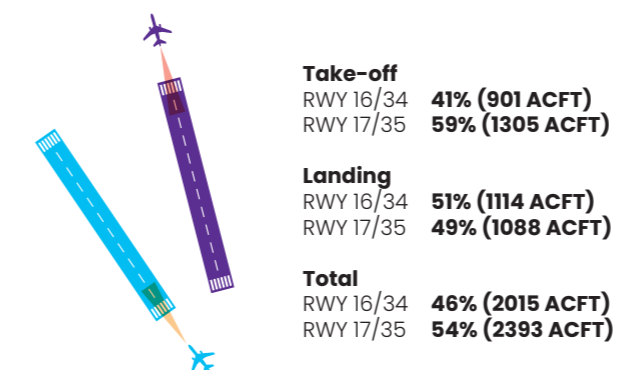 Take-off
RWY 16/34 41% (901 ACFT)
RWY 17/35 59% (1305 ACFT)
Landing
RWY 16/34 51% (1114 ACFT)
RWY 17/35 49% (1088 ACFT)
Total
RWY 16/34 46% (2015 ACFT)
RWY 17/35 54% (2393 ACFT)